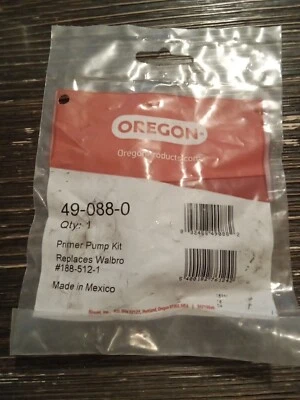 OREGON
OregonProducts.com
49-088-0
Qty: 1
Primer Pump Kit
Replaces Walbro
#188-512-1
Made in Mexico